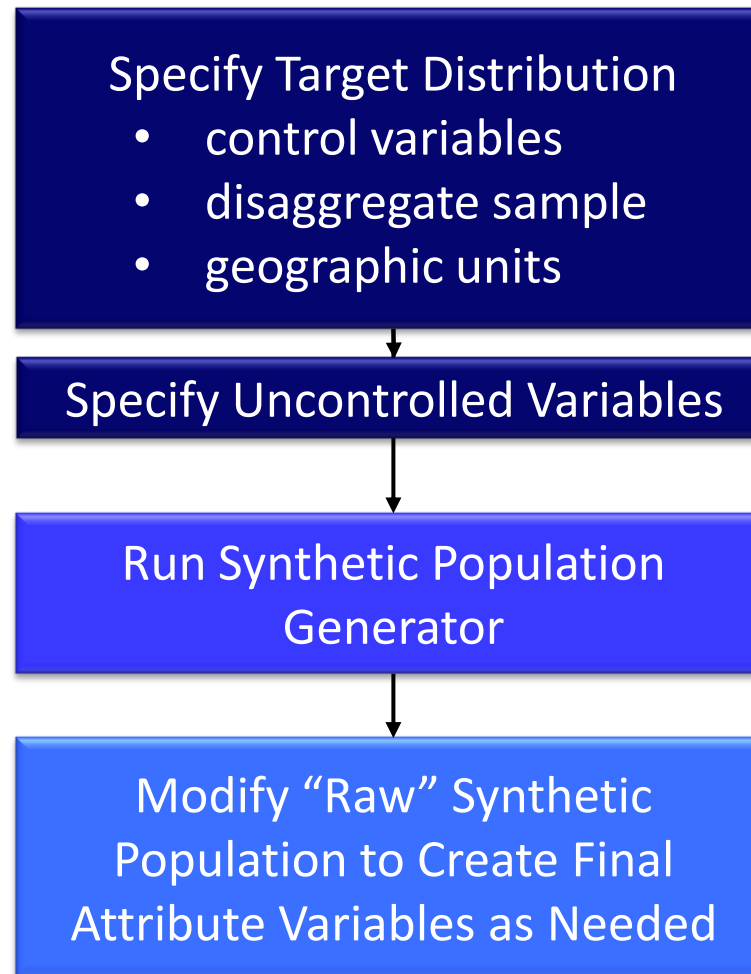 Specify Target Distribution
• control variables
• disaggregate sample
• geographic units
Specify Uncontrolled Variables
Run Synthetic Population
Generator
Modify “Raw” Synthetic
Population to Create Final
Attribute Variables as Needed